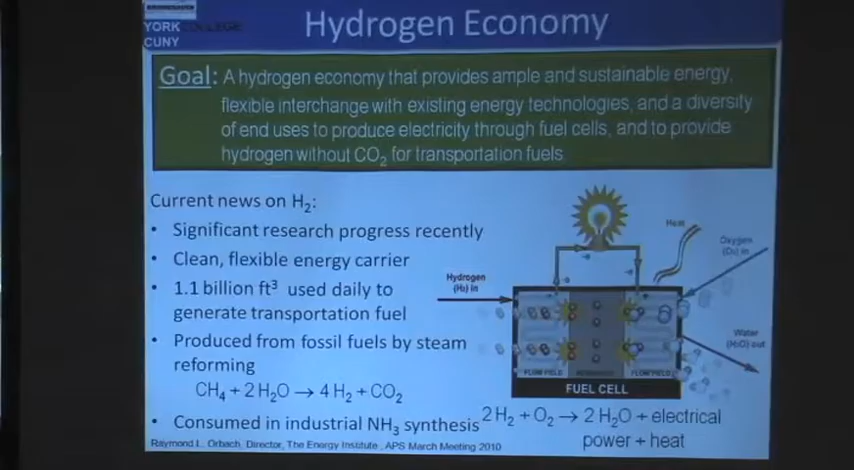 YORK COLLEGE
CUNY
Hydrogen Economy
Goal: A hydrogen economy that provides ample and sustainable energy,
flexible interchange with existing energy technologies, and a diversity
of end uses to produce electricity through fuel cells, and to provide
hydrogen without CO₂ for transportation fuels
Current news on H₂:
• Significant research progress recently
• Clean, flexible energy carrier
• 1.1 billion ft³ used daily to
generate transportation fuel
• Produced from fossil fuels by steam
reforming
CH₄ + 2 H₂O → 4 H₂ + CO₂
• Consumed in industrial NH₃ synthesis
Raymond L. Orbach, Director, The Energy Institute, APS March Meeting 2010
Heat
Hydrogen
(H₂) in
Oxygen
(O₂) in
Water
(H₂O) out
FLOW FIELD
FLOW FIELD
FUEL CELL
2 H₂ + O₂ → 2 H₂O + electrical
power + heat